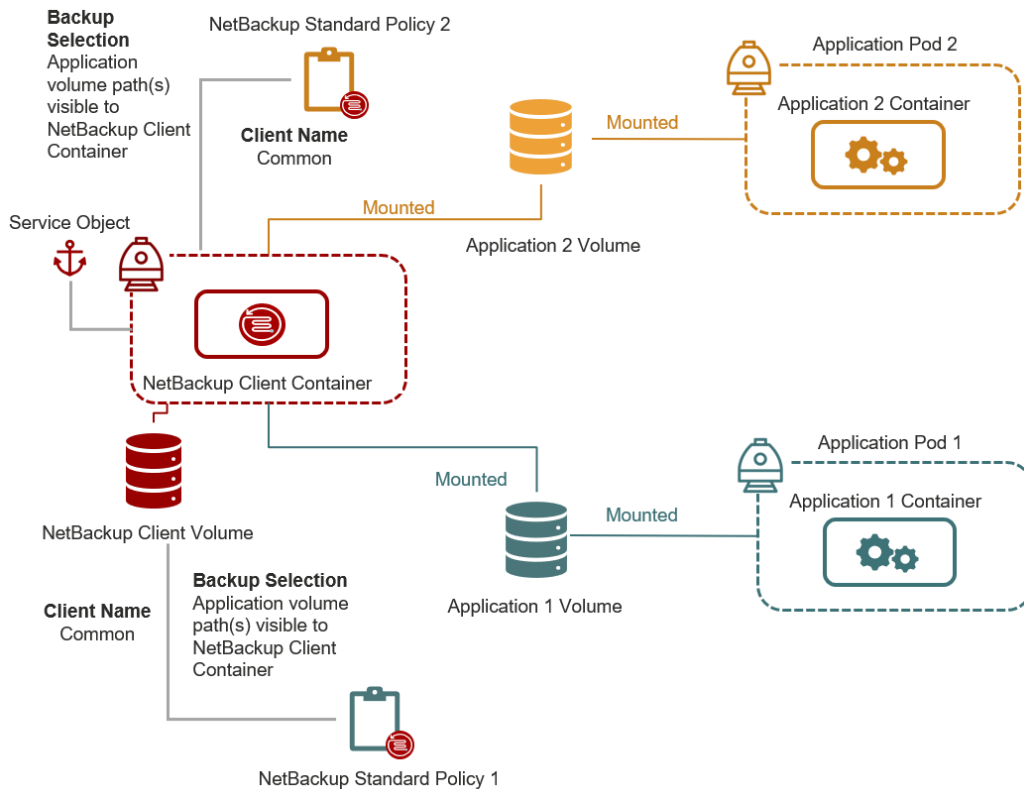 Backup
Selection
Application
volume path(s)
visible to
NetBackup Client
Container
NetBackup Standard Policy 2
Client Name
Common
Application Pod 2
Application 2 Container
Mounted
Mounted
Application 2 Volume
Service Object
NetBackup Client Container
Application Pod 1
Application 1 Container
Mounted
Mounted
Application 1 Volume
NetBackup Client Volume
Client Name
Common
Backup Selection
Application volume
path(s) visible to
NetBackup Client
Container
NetBackup Standard Policy 1